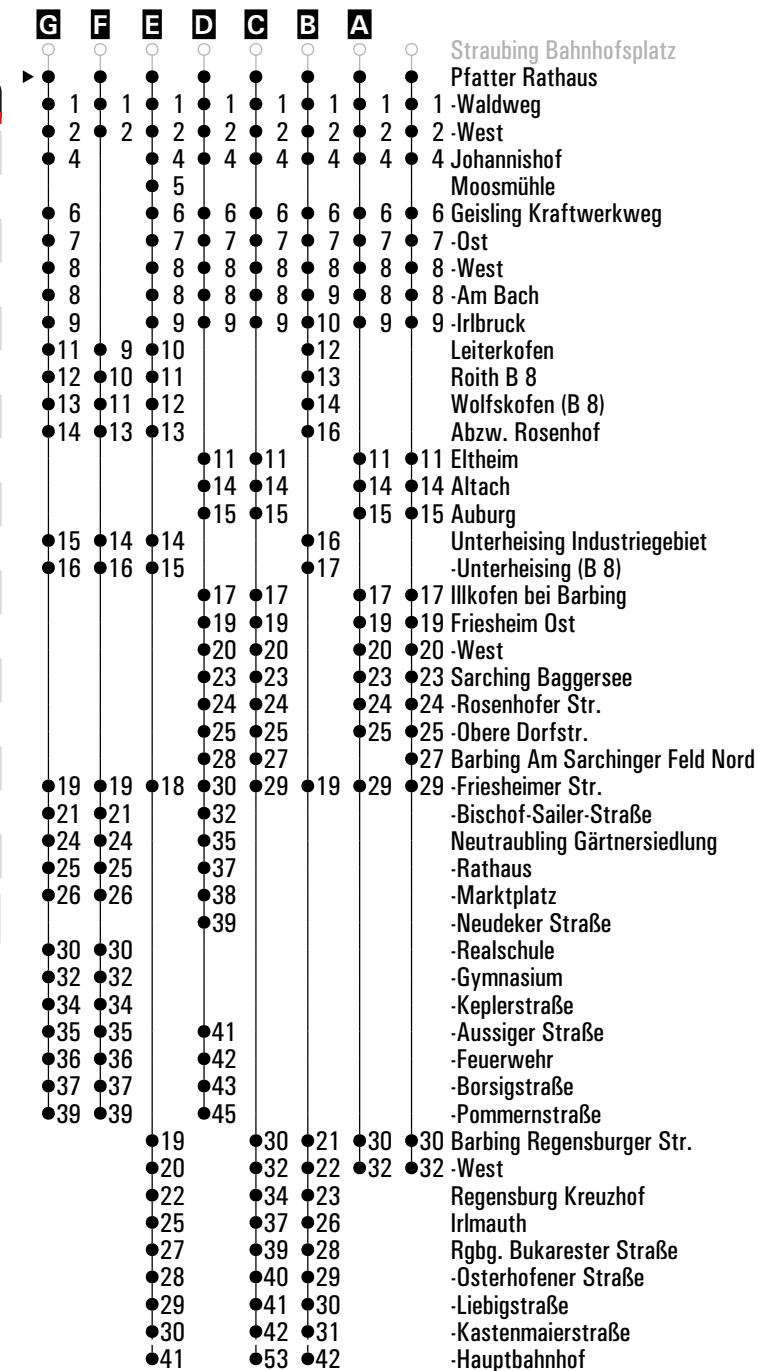 G F E D C B A
Straubing Bahnhofsplatz
Pfatter Rathaus
1 1 1 1 1 1 1 1 -Waldweg
2 2 2 2 2 2 2 2 -West
4 4 4 4 4 4 4 Johannishof
5 Moosmühle
6 6 6 6 6 6 6 Geisling Kraftwerkweg
7 7 7 7 7 7 7 -Ost
8 8 8 8 8 8 8 -West
8 8 8 8 9 8 8 -Am Bach
9 9 9 9 10 9 9 -Irlbruck
11 9 10 12 Leiterkofen
12 10 11 13 Roith B 8
13 11 12 14 Wolfskofen (B 8)
14 13 13 16 Abzw. Rosenhof
11 11 11 11 Eltheim
14 14 14 14 Altach
15 15 15 15 Auburg
15 14 14 16 Unterheising Industriegebiet
16 16 15 17 -Unterheising (B 8)
17 17 17 17 Illkofen bei Barbing
19 19 19 19 Friesheim Ost
20 20 20 20 -West
23 23 23 23 Sarching Baggersee
24 24 24 24 -Rosenhofer Str.
25 25 25 25 -Obere Dorfstr.
28 27 27 Barbing Am Sarchinger Feld Nord
19 19 18 30 29 19 29 29 -Friesheimer Str.
21 21 32 -Bischof-Sailer-Straße
24 24 35 Neutraubling Gärtnersiedlung
25 25 37 -Rathaus
26 26 38 -Marktplatz
39 -Neudeker Straße
30 30 -Realschule
32 32 -Gymnasium
34 34 -Keplerstraße
35 35 41 -Aussiger Straße
36 36 42 -Feuerwehr
37 37 43 -Borsigstraße
39 39 45 -Pommernstraße
19 30 21 30 30 Barbing Regensburger Str.
20 32 22 32 32 -West
22 34 23 Regensburg Kreuzhof
25 37 26 Irlmauth
27 39 28 Rgbg. Bukarester Straße
28 40 29 -Osterhofener Straße
29 41 30 -Liebigstraße
30 42 31 -Kastenmaierstraße
41 53 42 -Hauptbahnhof